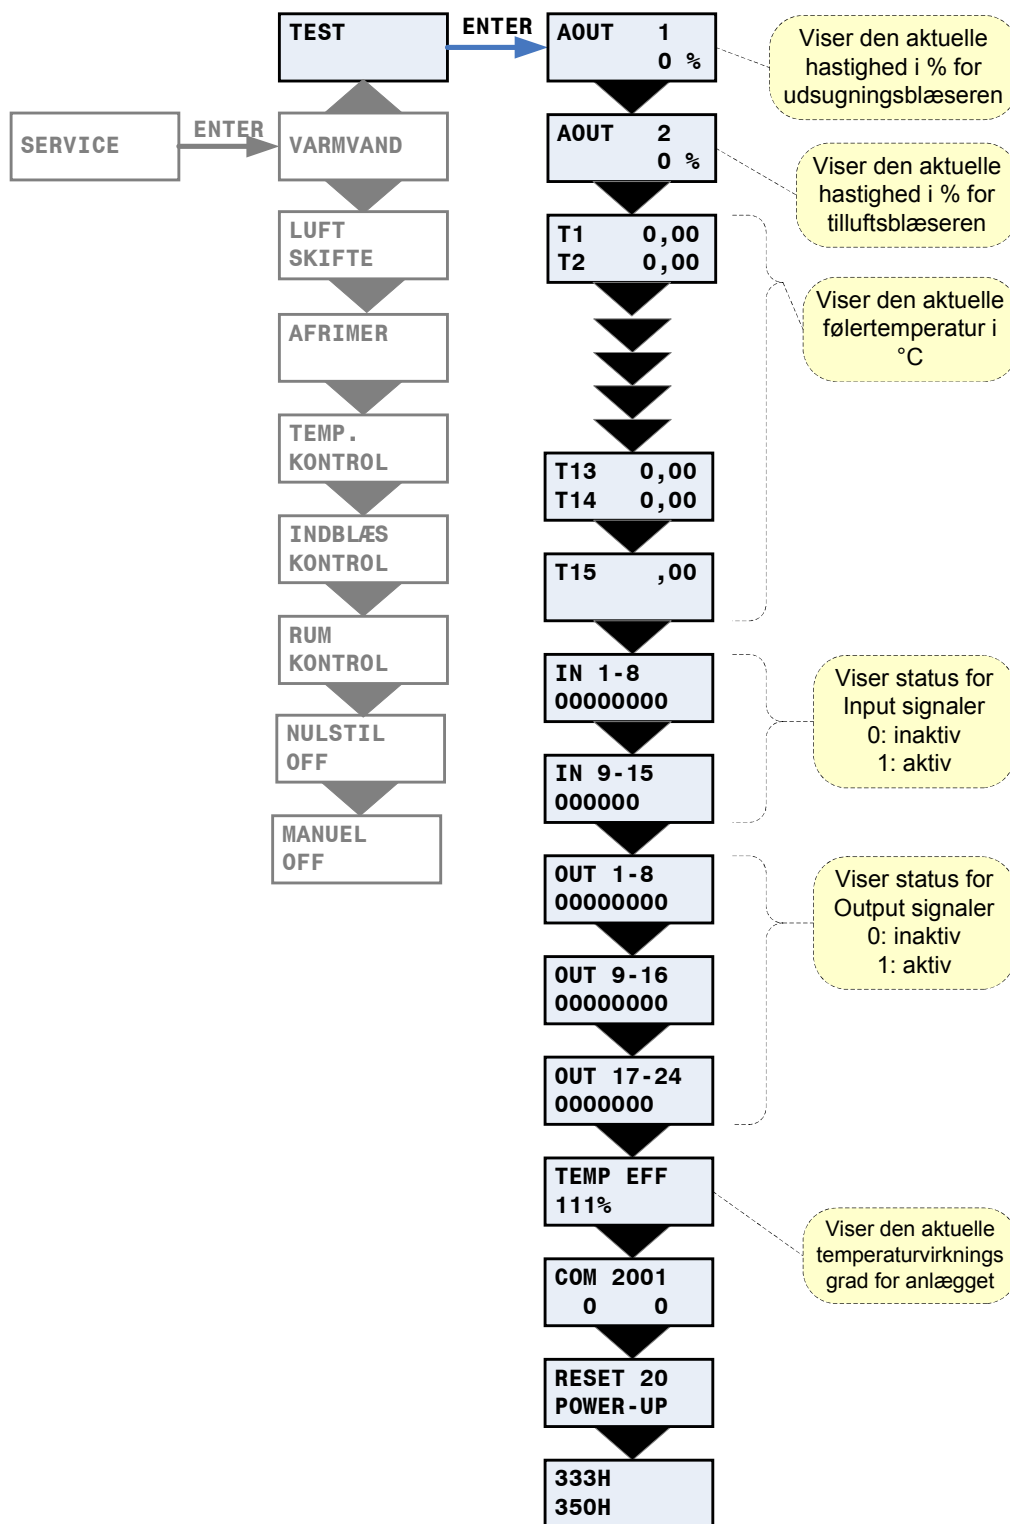 SERVICE
ENTER
TEST
VARMVAND
LUFT
SKIFTE
AFRIMER
TEMP.
KONTROL
INDBLÆS
KONTROL
RUM
KONTROL
NULSTIL
OFF
MANUEL
OFF
ENTER
AOUT 1
0 %
AOUT 2
0 %
T1 0,00
T2 0,00
T13 0,00
T14 0,00
T15 ,00
IN 1-8
00000000
IN 9-15
000000
OUT 1-8
00000000
OUT 9-16
00000000
OUT 17-24
0000000
TEMP EFF
111%
COM 2001
0 0
RESET 20
POWER-UP
333H
350H
Viser den aktuelle
hastighed i % for
udsugningsblæseren
Viser den aktuelle
hastighed i % for
tilluftsblæseren
Viser den aktuelle
følertemperatur i
°C
Viser status for
Input signaler
0: inaktiv
1: aktiv
Viser status for
Output signaler
0: inaktiv
1: aktiv
Viser den aktuelle
temperaturvirknings
grad for anlægget